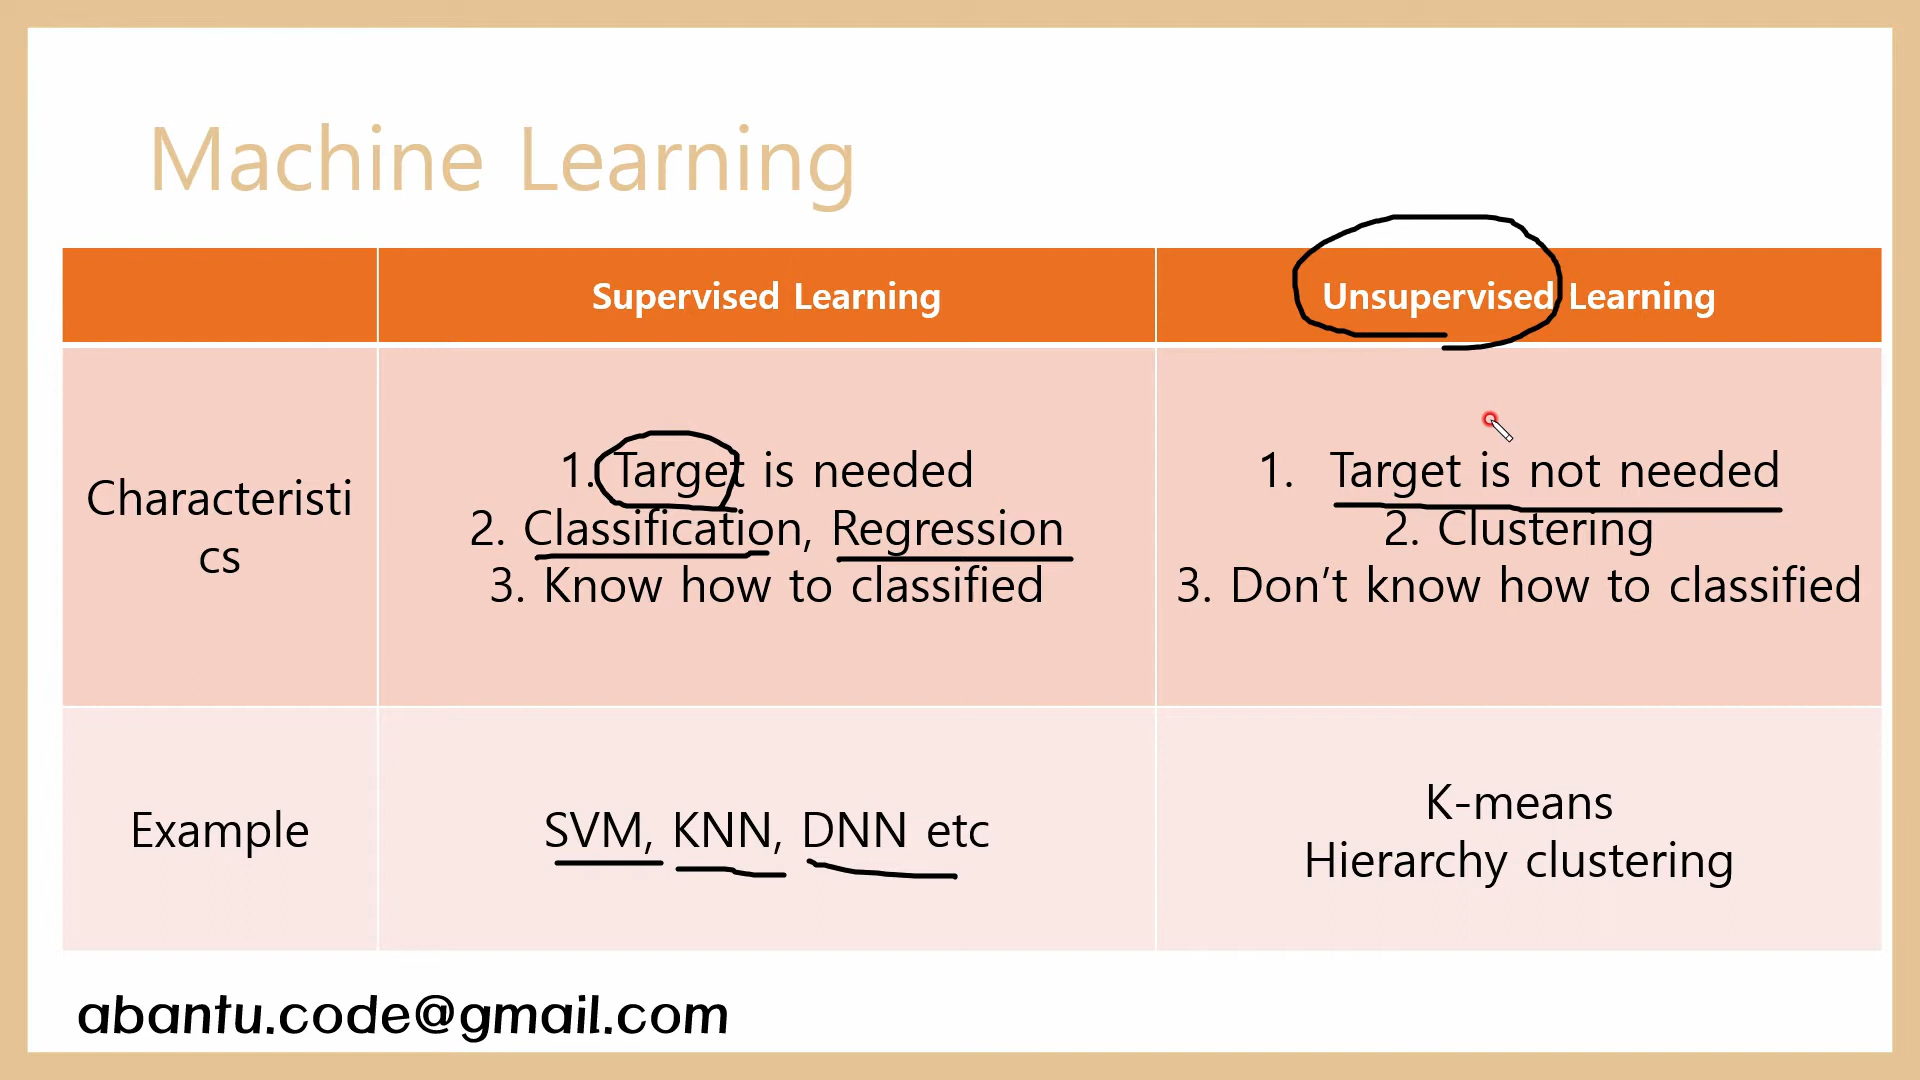 Machine Learning
Supervised Learning
Unsupervised Learning
Characteristi
cs
1. Target is needed
2. Classification, Regression
3. Know how to classified
1. Target is not needed
2. Clustering
3. Don’t know how to classified
Example
SVM, KNN, DNN etc
K-means
Hierarchy clustering
abantu.code@gmail.com